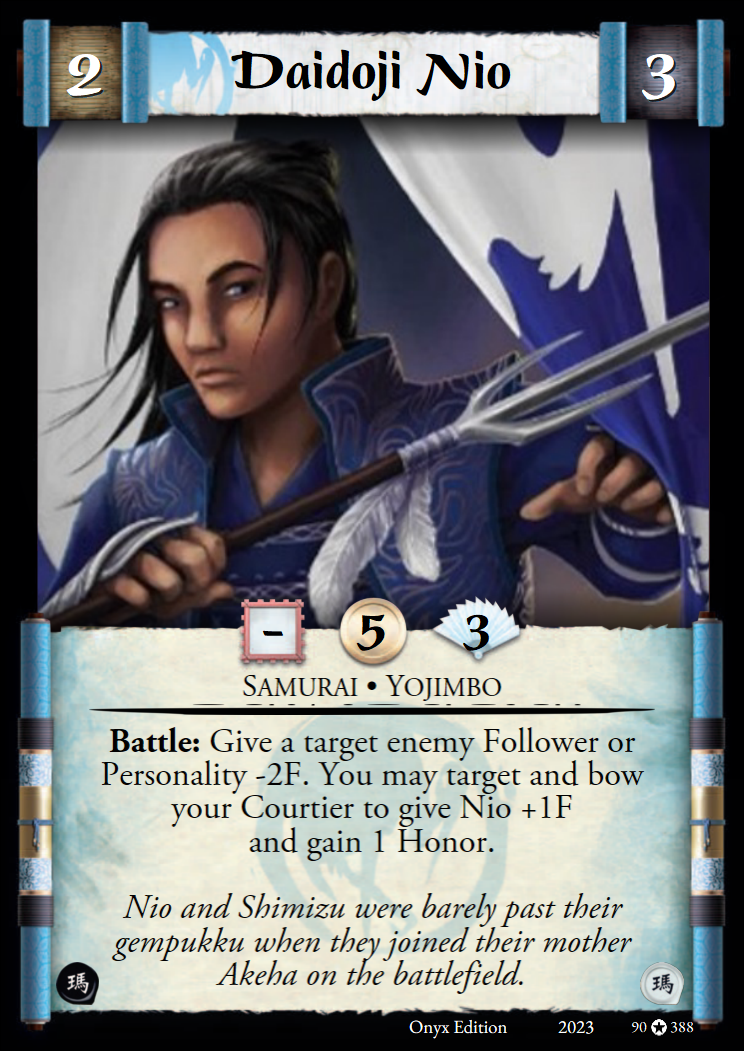 2 Daidoji Nio 3
- 5 3
SAMURAI • YOJIMBO
Battle: Give a target enemy Follower or
Personality -2F. You may target and bow
your Courtier to give Nio +1F
and gain 1 Honor.
Nio and Shimizu were barely past their
gempukku when they joined their mother
Akeha on the battlefield.
瑪 瑪
Onyx Edition 2023 90 388